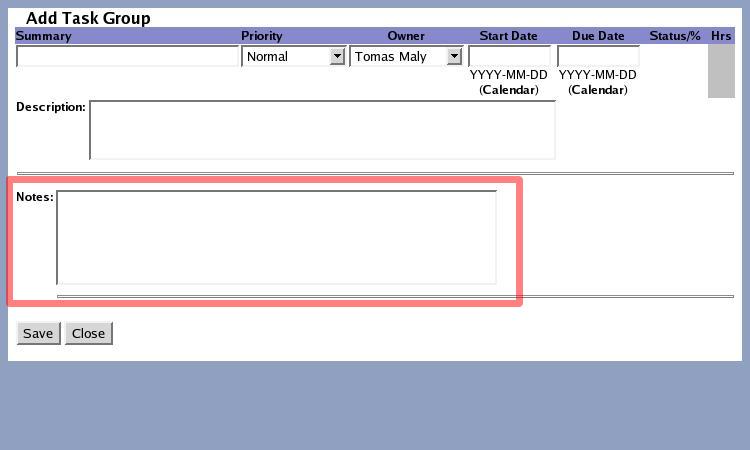 Add Task Group
Summary Priority Owner Start Date Due Date Status/% Hrs
Normal Tomas Maly
YYYY-MM-DD YYYY-MM-DD
(Calendar) (Calendar)
Description:
Notes:
Save Close